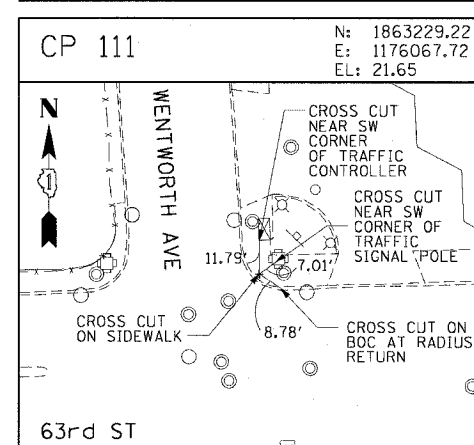 CP 111
N: 1863229.22
E: 1176067.72
EL: 21.65
N
1
WENTWORTH AVE
CROSS CUT
NEAR SW
CORNER
OF TRAFFIC
CONTROLLER
CROSS CUT
NEAR SW
CORNER OF
TRAFFIC
SIGNAL POLE
11.79'
7.01'
CROSS CUT
ON SIDEWALK
8.78'
CROSS CUT ON
BOC AT RADIUS
RETURN
63rd ST